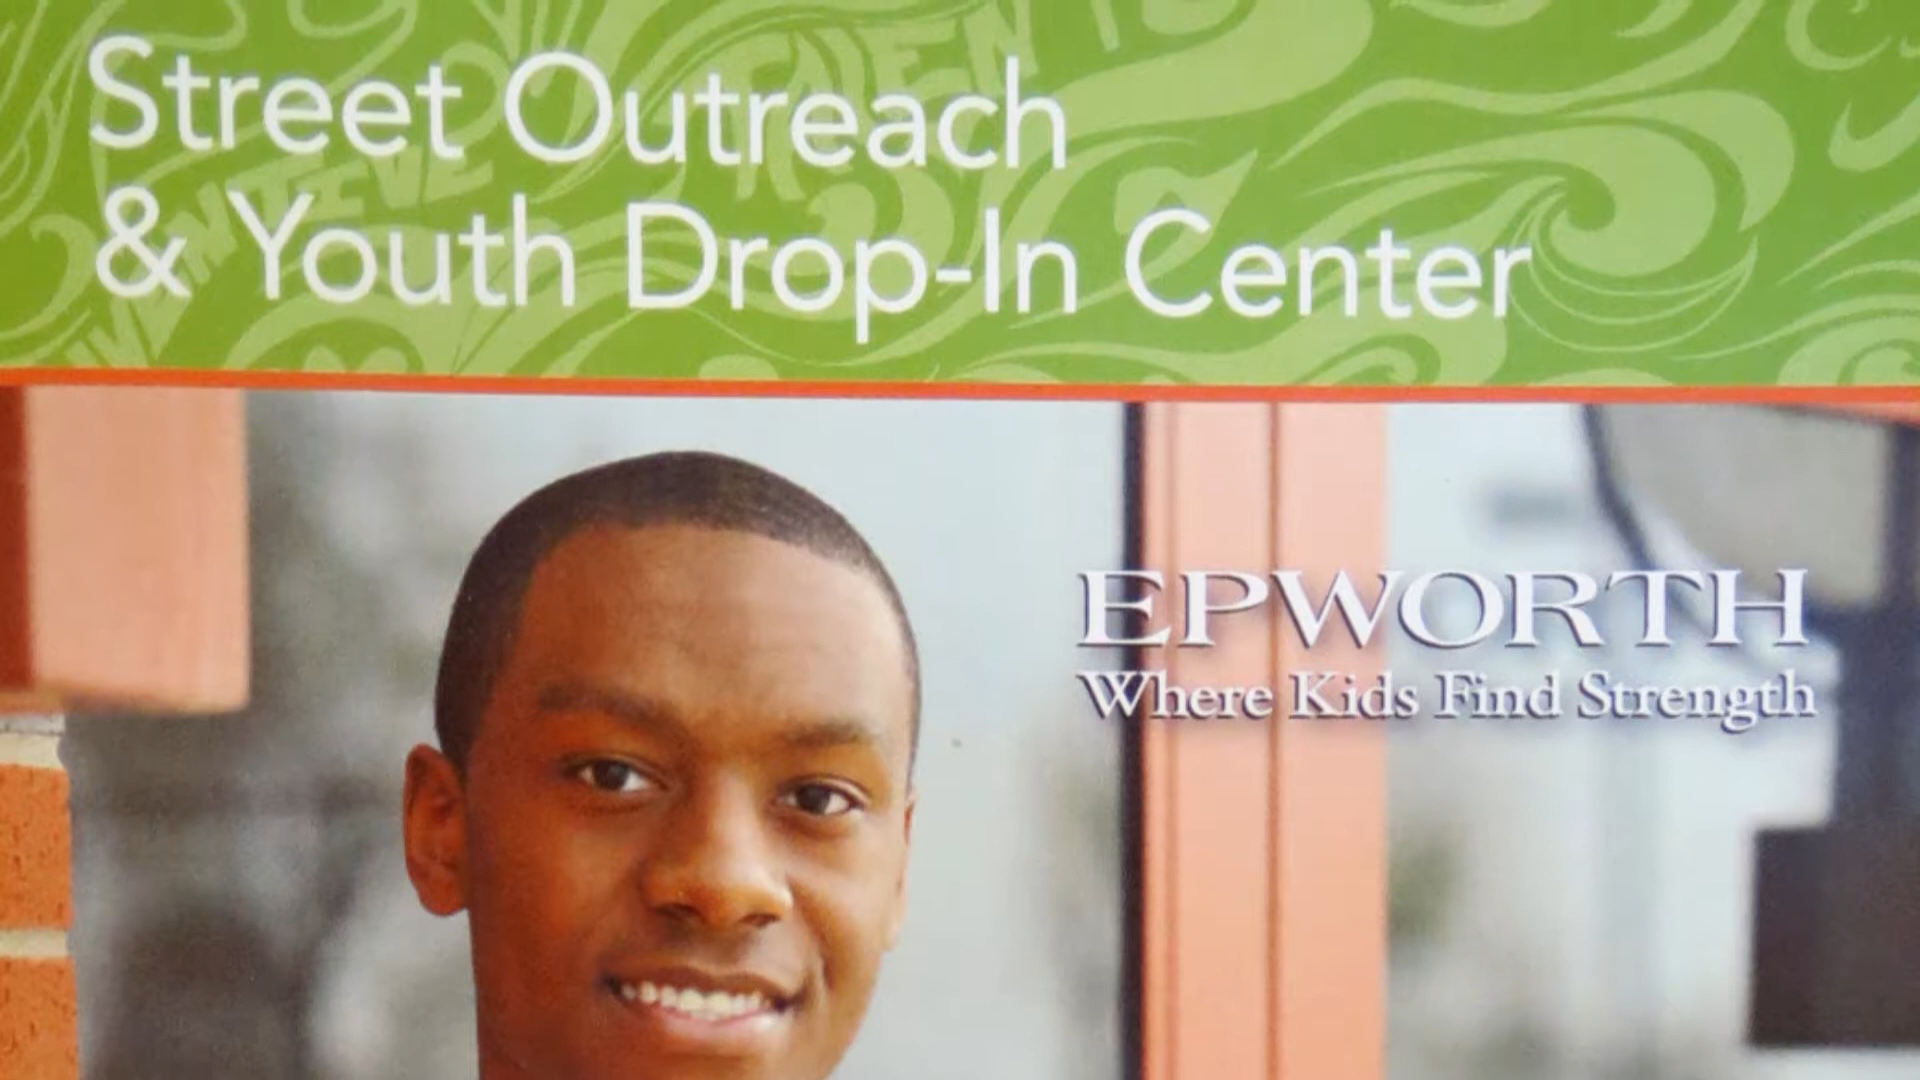 Street Outreach
& Youth Drop-In Center
EPWORTH
Where Kids Find Strength